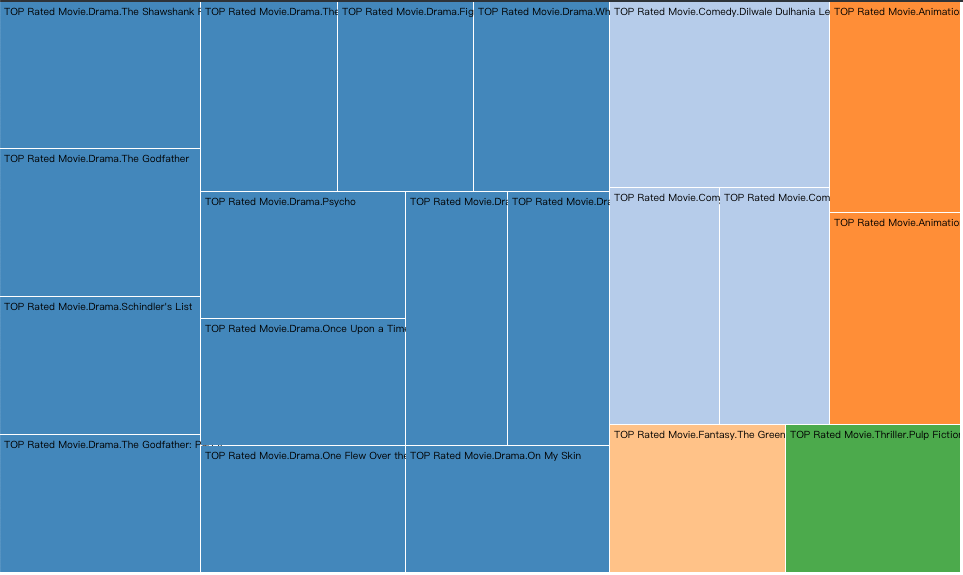 TOP Rated Movie.Drama.The Shawshank
TOP Rated Movie.Drama.The Godfather
TOP Rated Movie.Drama.Schindler's List
TOP Rated Movie.Drama.The Godfather:
TOP Rated Movie.Drama.The
TOP Rated Movie.Drama.Fig
TOP Rated Movie.Drama.Wh
TOP Rated Movie.Drama.Psycho
TOP Rated Movie.Drama.Once Upon a Time
TOP Rated Movie.Dra
TOP Rated Movie.Dra
TOP Rated Movie.Drama.One Flew Over the
TOP Rated Movie.Drama.On My Skin
TOP Rated Movie.Comedy.Dilwale Dulhania Le
TOP Rated Movie.Com
TOP Rated Movie.Com
TOP Rated Movie.Animatio
TOP Rated Movie.Animatio
TOP Rated Movie.Fantasy.The Green
TOP Rated Movie.Thriller.Pulp Fiction